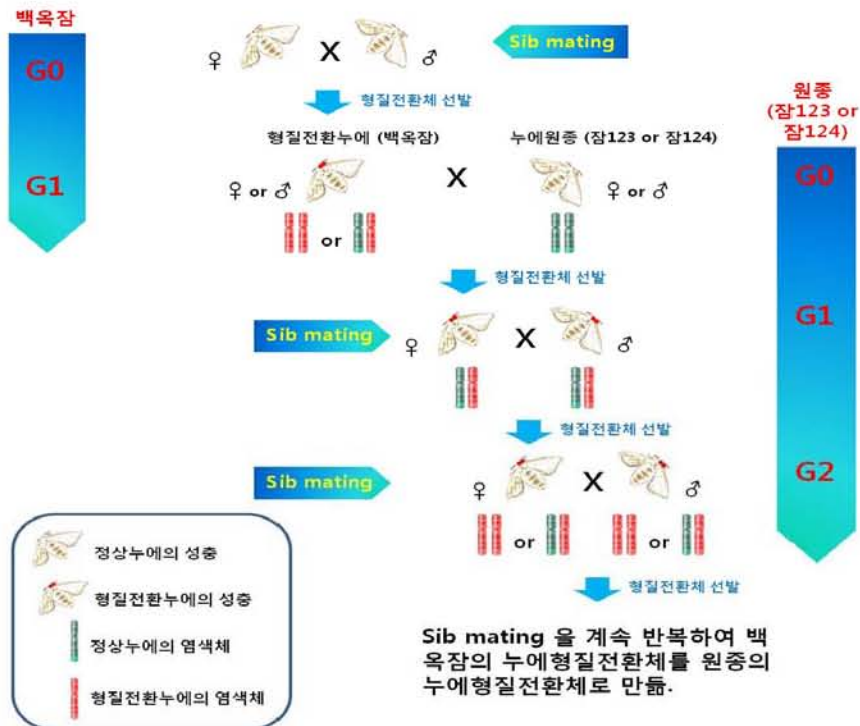 백옥잠
G0
G1
♀ X ♂
Sib mating
형질전환체 선발
형질전환누에 (백옥잠)
누에원종 (잠123 or 잠124)
♀ or ♂ X ♀ or ♂
or
형질전환체 선발
Sib mating
♀ X ♂
형질전환체 선발
Sib mating
♀ X ♂
or
or
형질전환체 선발
Sib mating 을 계속 반복하여 백
옥잠의 누에형질전환체를 원종의
누에형질전환체로 만듦.
원종
(잠123 or
잠124)
G0
G1
G2
정상누에의 성충
형질전환누에의 성충
정상누에의 염색체
형질전환누에의 염색체